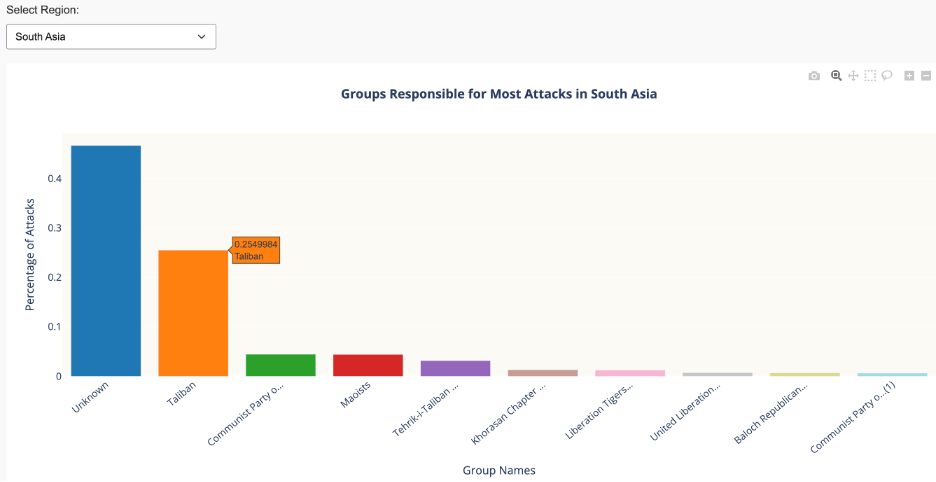 Select Region:
South Asia
Groups Responsible for Most Attacks in South Asia
Percentage of Attacks
0.4
0.3
0.2
0.1
0
0.2549984
Taliban
Unknown
Taliban
Communist Party o...
Maoists
Tehrik-i-Taliban ...
Khorasan Chapter ...
Liberation Tigers...
United Liberation...
Baloch Republican...
Communist Party o...(1)
Group Names